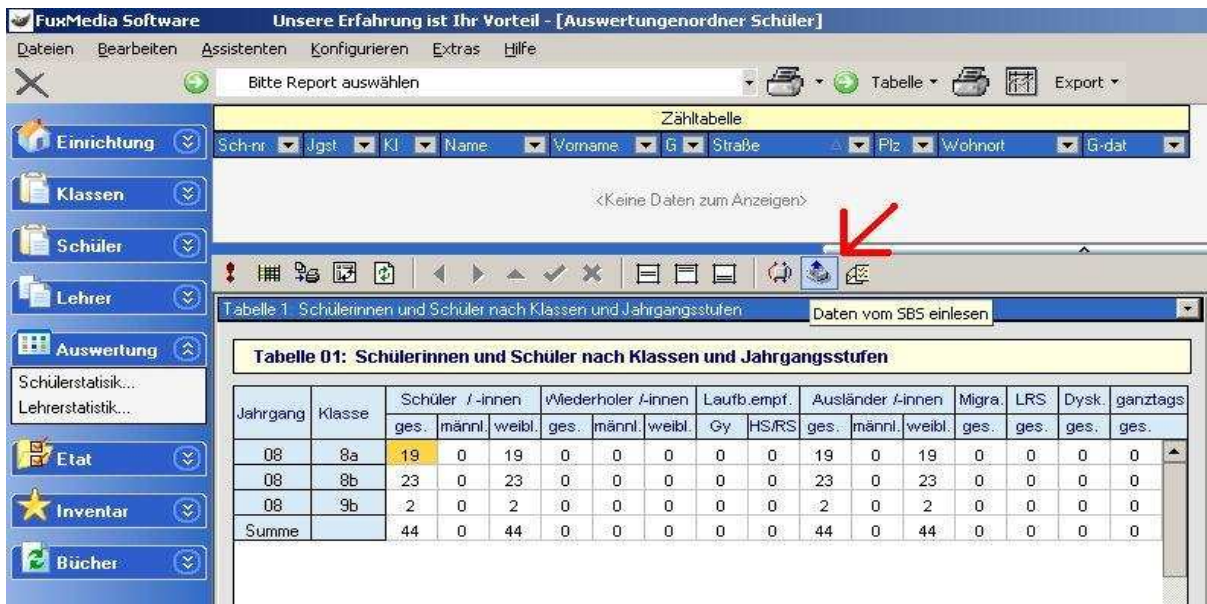 FuxMedia Software Unsere Erfahrung ist Ihr Vorteil - [Auswertungenordner Schüler]
Dateien Bearbeiten Assistenten Konfigurieren Extras Hilfe
Bitte Report auswählen Tabelle Export
Zähltabelle
Sch-nr Jgst Kl Name Vorname G Straße Plz Wohnort G-dat
<Keine Daten zum Anzeigen>
Einrichtung
Klassen
Schüler
Lehrer
Auswertung
Schülerstatisik...
Lehrerstatistik...
Etat
Inventar
Bücher
Daten vom SBS einlesen
Tabelle 1: Schülerinnen und Schüler nach Klassen und Jahrgangsstufen
Tabelle 01: Schülerinnen und Schüler nach Klassen und Jahrgangsstufen
Jahrgang Klasse Schüler /-innen Wiederholer /-innen Laufb.empf. Ausländer /-innen Migra. LRS Dysk. ganztags
ges. männl. weibl. ges. männl. weibl. Gy HS/RS ges. männl. weibl. ges. ges. ges. ges.
08 8a 19 0 19 0 0 0 0 0 19 0 19 0 0 0 0
08 8b 23 0 23 0 0 0 0 0 23 0 23 0 0 0 0
08 9b 2 0 2 0 0 0 0 0 2 0 2 0 0 0 0
Summe 44 0 44 0 0 0 0 0 44 0 44 0 0 0 0